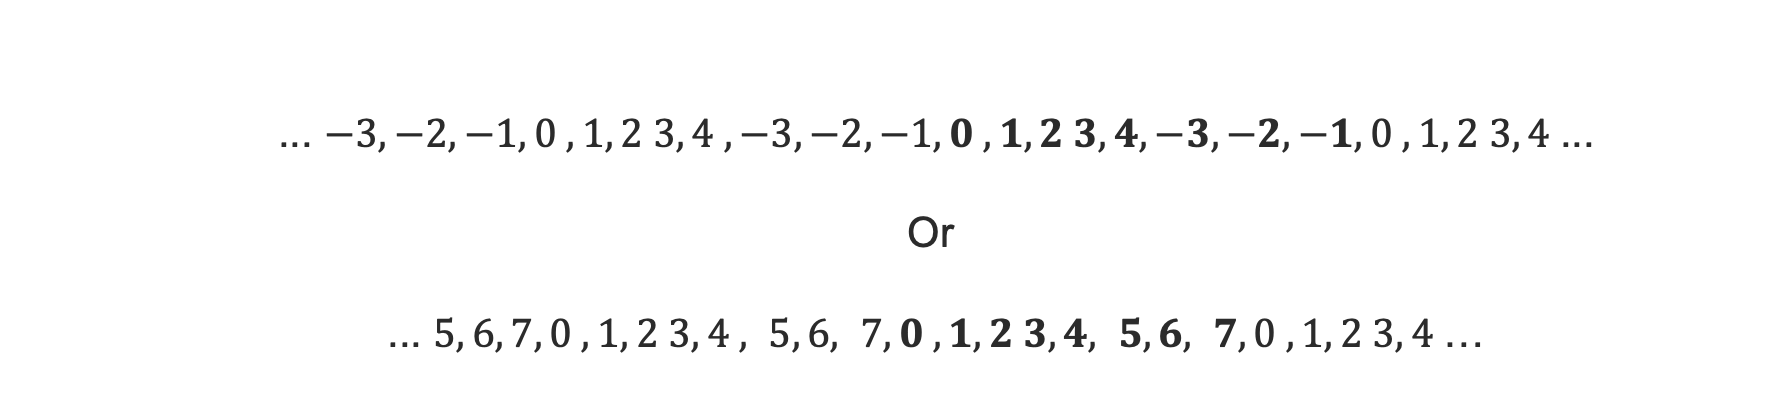 ... −3, −2, −1, 0 , 1, 2 3, 4 , −3, −2, −1, 0 , 1, 2 3, 4, −3, −2, −1, 0 , 1, 2 3, 4 ...
Or
... 5, 6, 7, 0 , 1, 2 3, 4 , 5, 6, 7, 0 , 1, 2 3, 4, 5, 6, 7, 0 , 1, 2 3, 4 ...